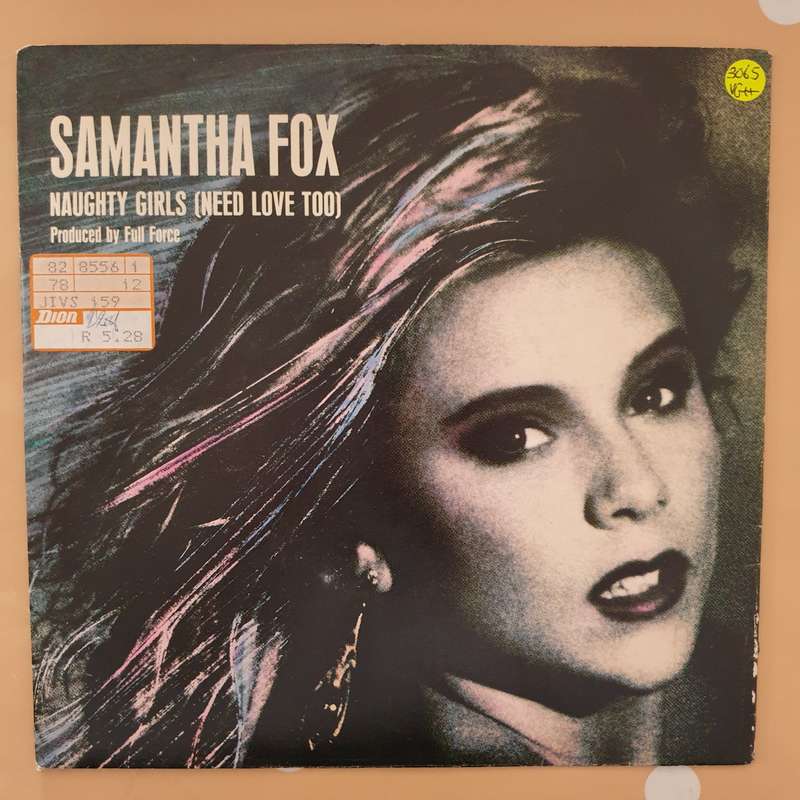 SAMANTHA FOX
NAUGHTY GIRLS (NEED LOVE TOO)
Produced by Full Force
82 8556 1
78 12
JIVS 159
Dion
R 5.28
3065
VG++